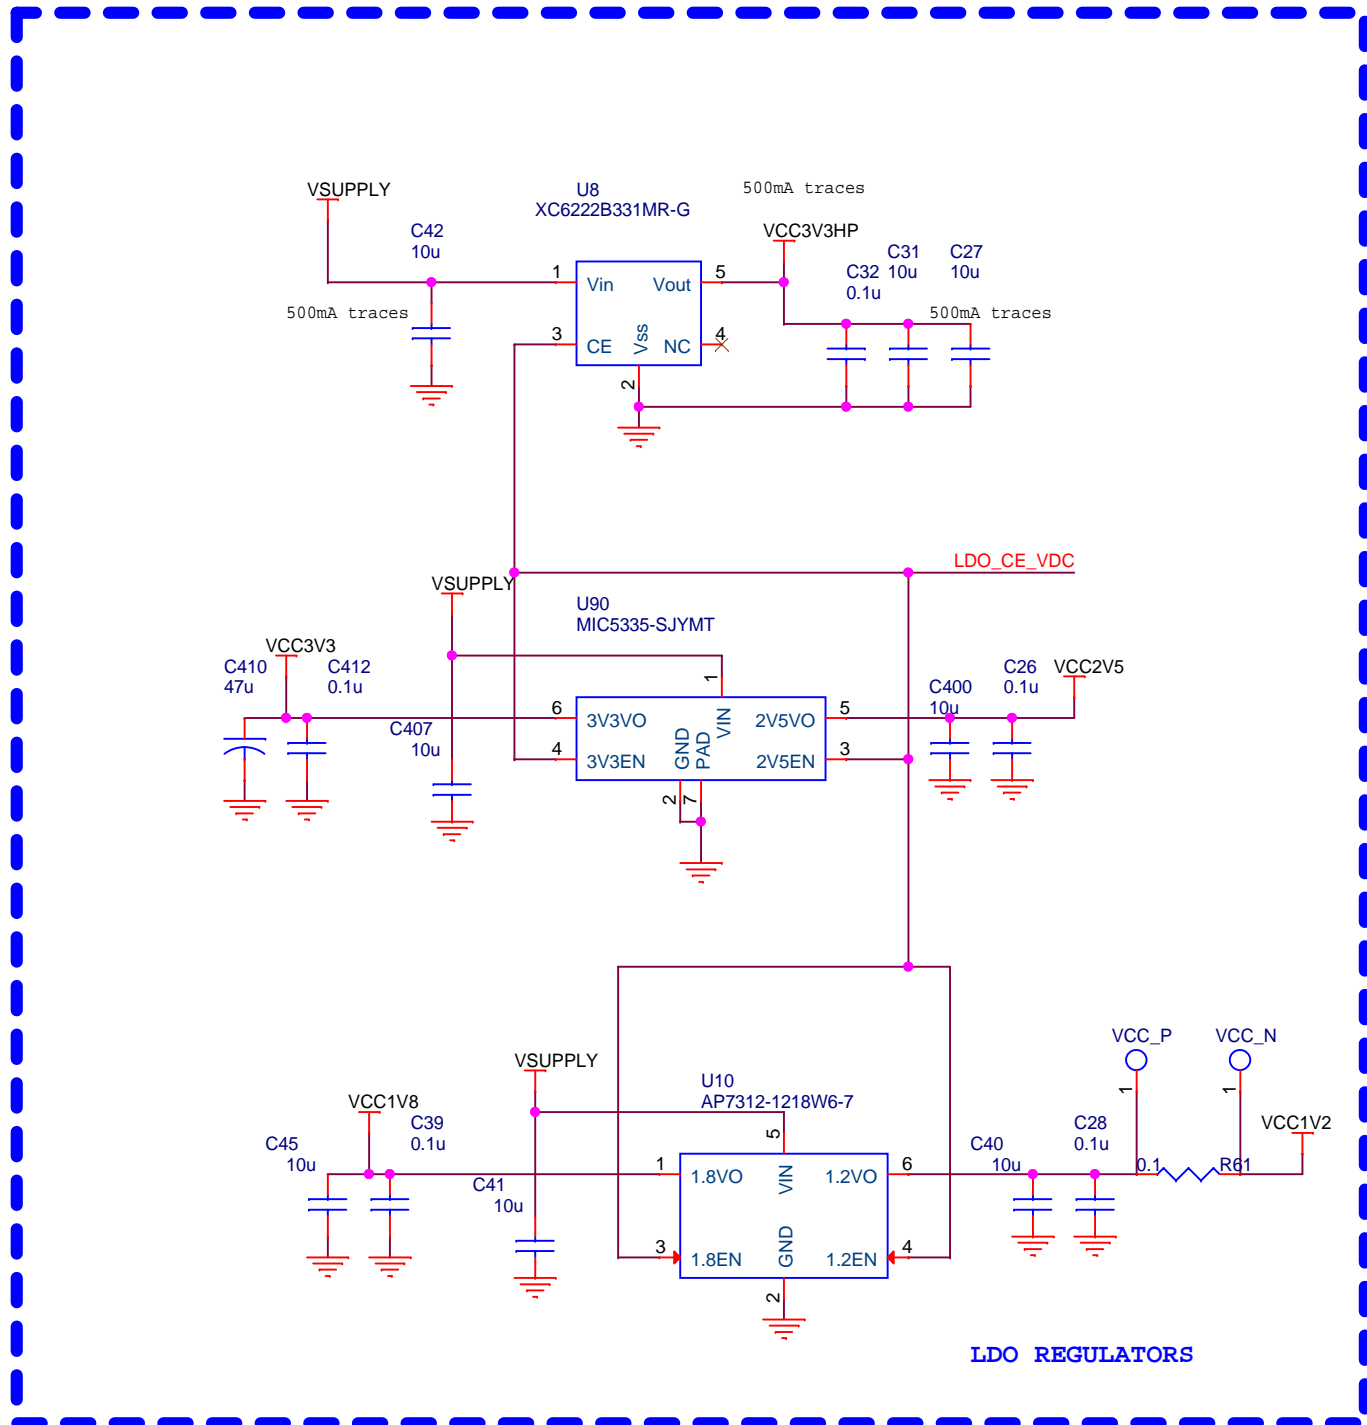 VSUPPLY
C42
10u
500mA traces
U8
XC6222B331MR-G
1
Vin
3
CE
Vss
2
Vout
5
NC
4
500mA traces
VCC3V3HP
C32
0.1u
C31
10u
C27
10u
500mA traces
LDO_CE_VDC
VSUPPLY
U90
MIC5335-SJYMT
VCC3V3
C410
47u
C412
0.1u
C407
10u
6
3V3VO
4
3V3EN
1
VIN
GND
PAD
2
7
2V5VO
5
2V5EN
3
C400
10u
C26
0.1u
VCC2V5
VSUPPLY
U10
AP7312-1218W6-7
VCC1V8
C45
10u
C39
0.1u
C41
10u
1
1.8VO
3
1.8EN
5
VIN
GND
2
1.2VO
6
1.2EN
4
C40
10u
C28
0.1u
VCC_P
1
VCC_N
1
0.1
R61
VCC1V2
LDO REGULATORS